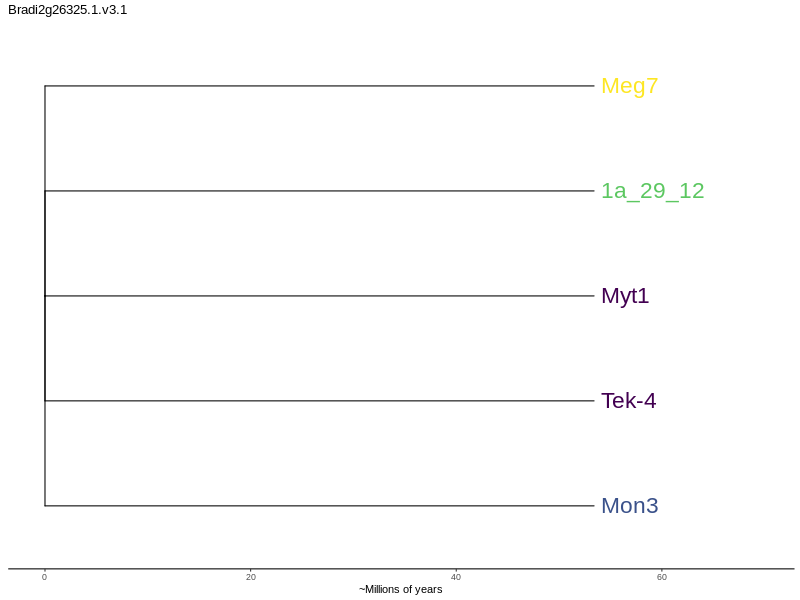 Bradi2g26325.1.v3.1
Meg7
1a_29_12
Myt1
Tek-4
Mon3
0 20 40 60
~Millions of years